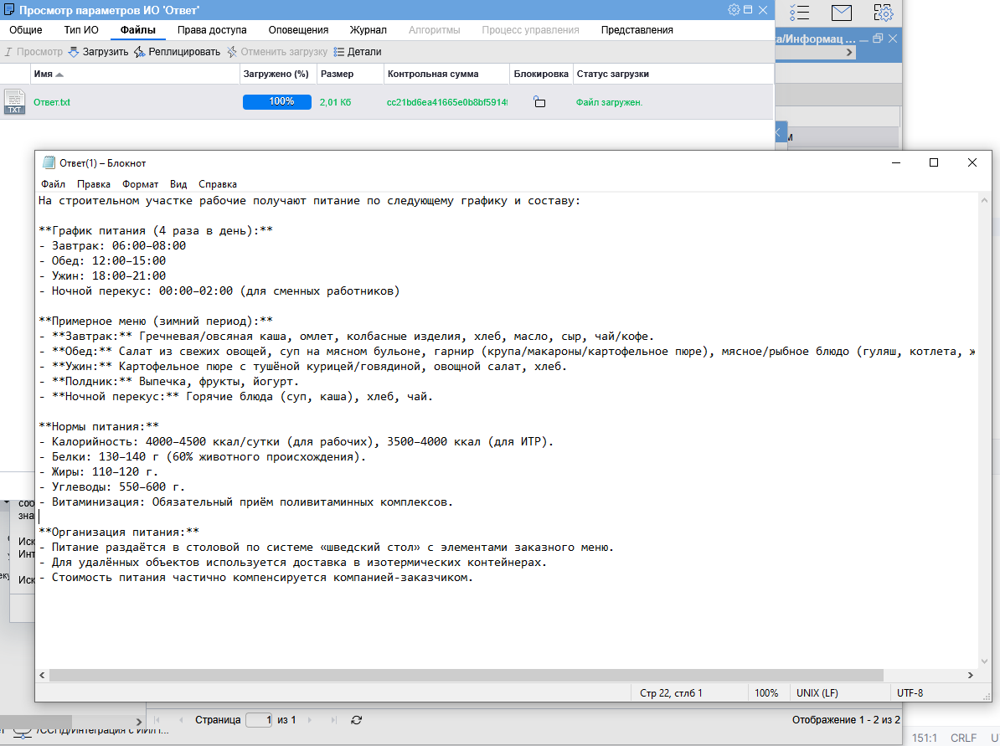 Просмотр параметров ИО 'Ответ'
Общие Тип ИО Файлы Права доступа Оповещения Журнал Алгоритмы Процесс управления Представления
Просмотр Загрузить Реплицировать Отменить загрузку Детали
ка/Информац ...
Имя Загружено (%) Размер Контрольная сумма Блокировка Статус загрузки
TXT Ответ.txt 100% 2,01 Кб cc21bd6ea41665e0b8bf5914 Файл загружен.
Ответ(1) – Блокнот
Файл Правка Формат Вид Справка
На строительном участке рабочие получают питание по следующему графику и составу:
**График питания (4 раза в день):**
- Завтрак: 06:00–08:00
- Обед: 12:00–15:00
- Ужин: 18:00–21:00
- Ночной перекус: 00:00–02:00 (для сменных работников)
**Примерное меню (зимний период):**
- **Завтрак:** Гречневая/овсяная каша, омлет, колбасные изделия, хлеб, масло, сыр, чай/кофе.
- **Обед:** Салат из свежих овощей, суп на мясном бульоне, гарнир (крупа/макароны/картофельное пюре), мясное/рыбное блюдо (гуляш, котлета, ж
- **Ужин:** Картофельное пюре с тушёной курицей/говядиной, овощной салат, хлеб.
- **Полдник:** Выпечка, фрукты, йогурт.
- **Ночной перекус:** Горячие блюда (суп, каша), хлеб, чай.
**Нормы питания:**
- Калорийность: 4000–4500 ккал/сутки (для рабочих), 3500–4000 ккал (для ИТР).
- Белки: 130–140 г (60% животного происхождения).
- Жиры: 110–120 г.
- Углеводы: 550–600 г.
- Витаминизация: Обязательный приём поливитаминных комплексов.
**Организация питания:**
- Питание раздаётся в столовой по системе «шведский стол» с элементами заказного меню.
- Для удалённых объектов используется доставка в изотермических контейнерах.
- Стоимость питания частично компенсируется компанией-заказчиком.
соб
зна
Иск
Инт
Иск
Стр 22, стлб 1 100% UNIX (LF) UTF-8
Страница 1 из 1 Отображение 1 - 2 из 2
151:1 CRLF U